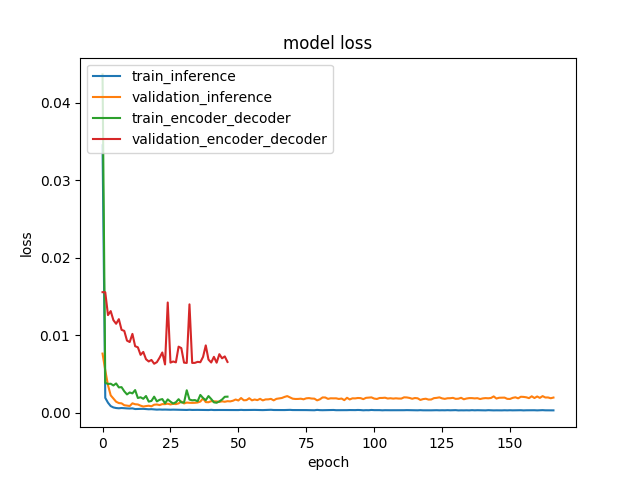 model loss
train_inference
validation_inference
train_encoder_decoder
validation_encoder_decoder
0.04
0.03
0.02
0.01
0.00
loss
0 25 50 75 100 125 150
epoch